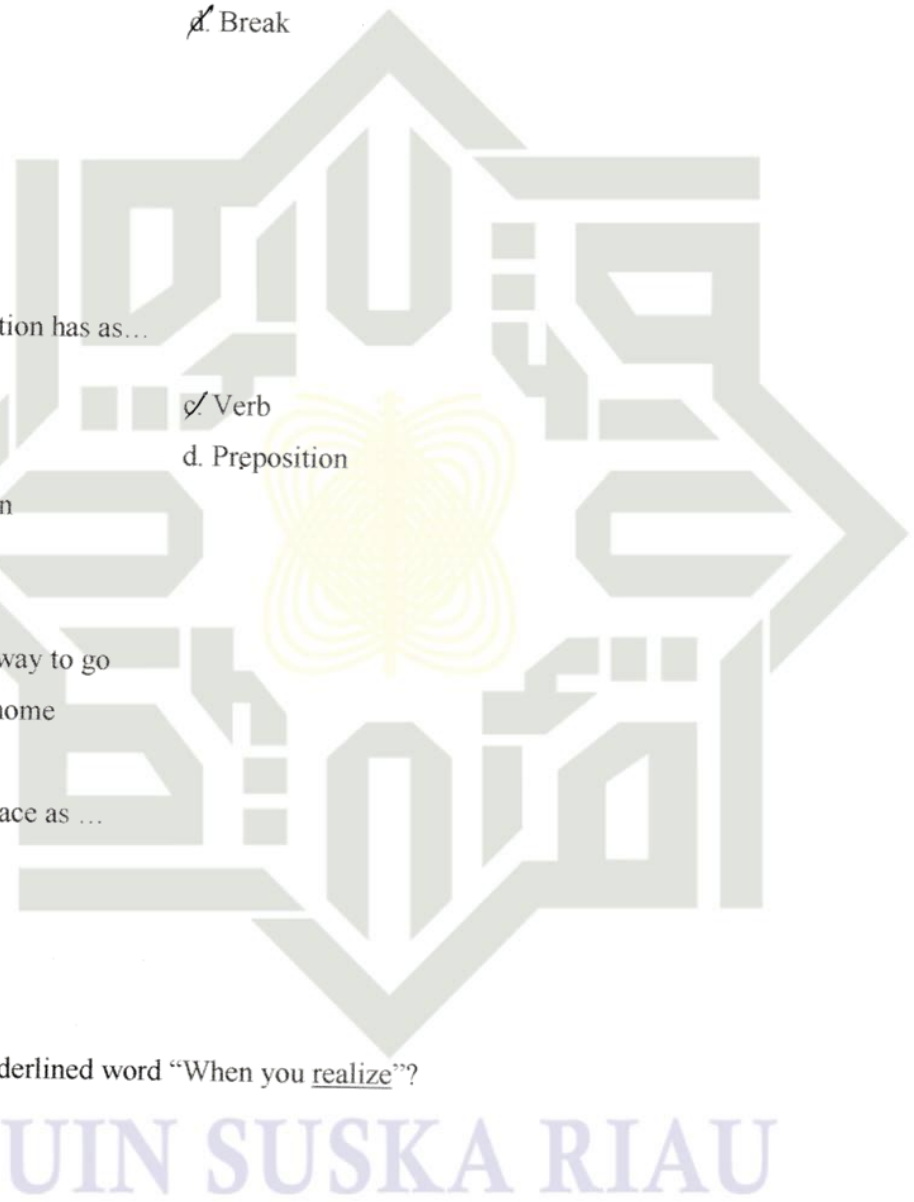 d. Break
tion has as...
c. Verb
d. Preposition
n
way to go
home
ace as ...
derlined word “When you realize”?
UIN SUSKA RIAU